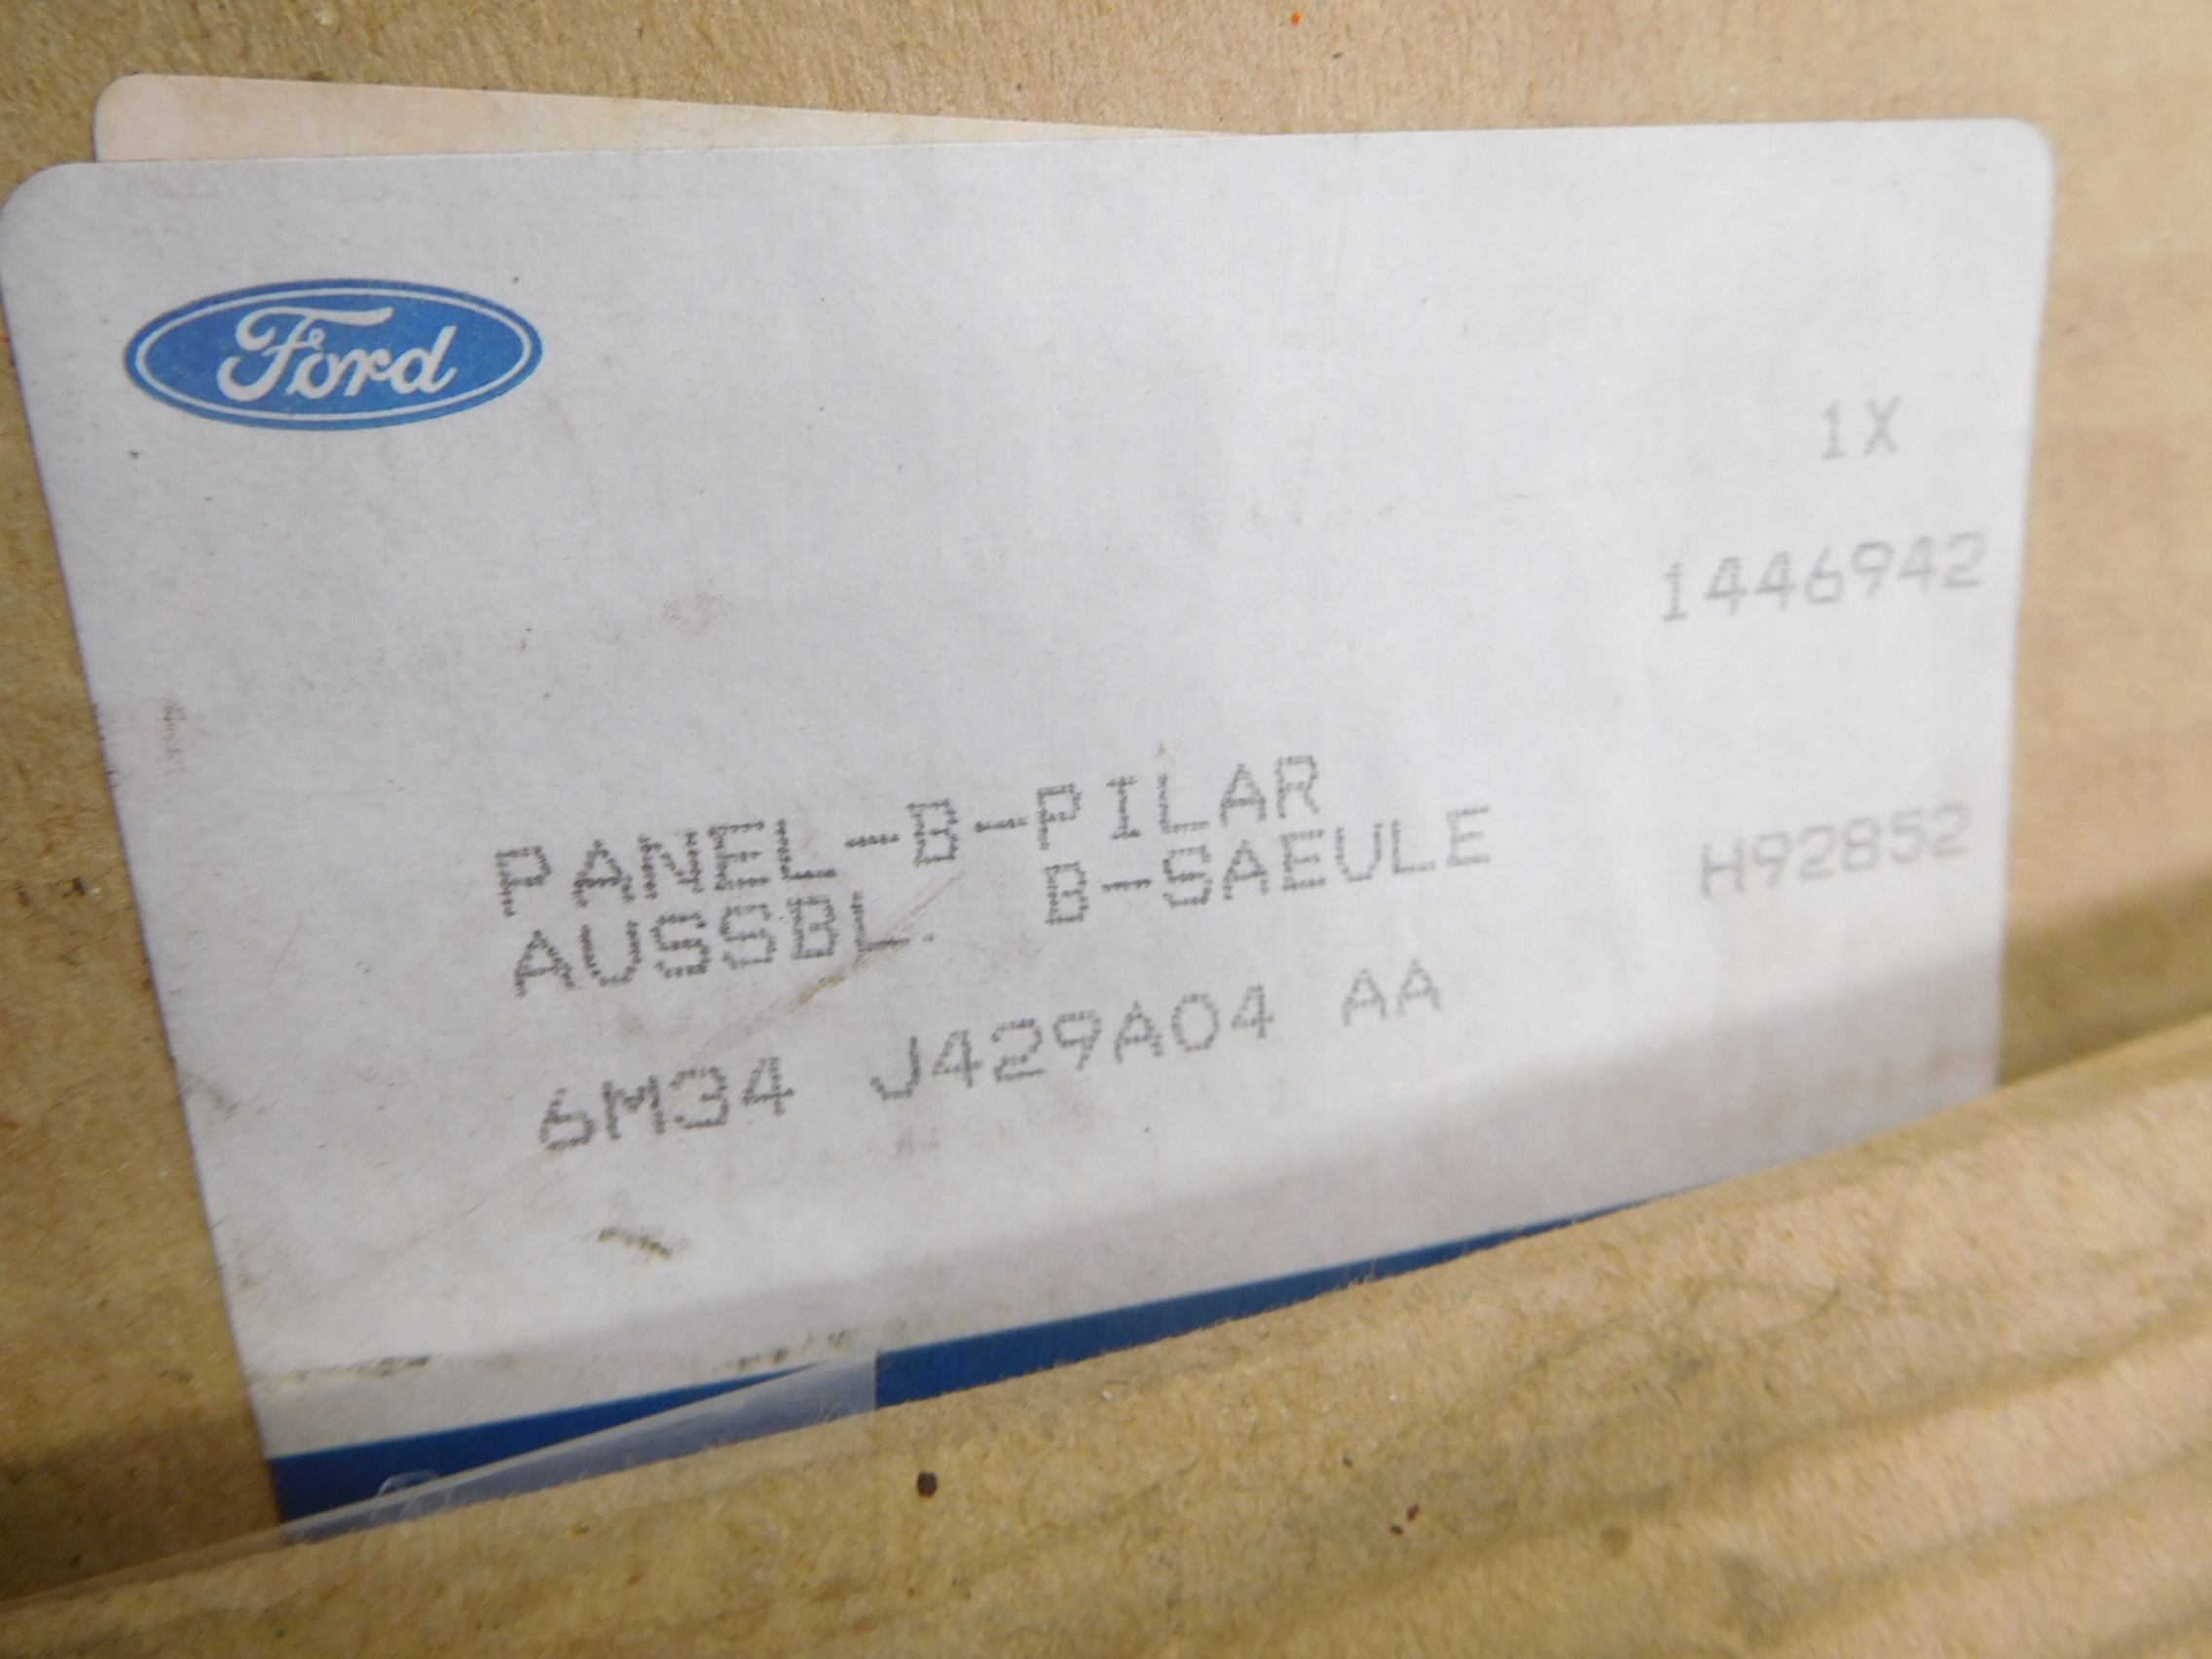 Ford
1X
1446942
PANEL-B-PILAR
AUSSBL. B-SAEULE
H92852
6M34 J429A04 AA